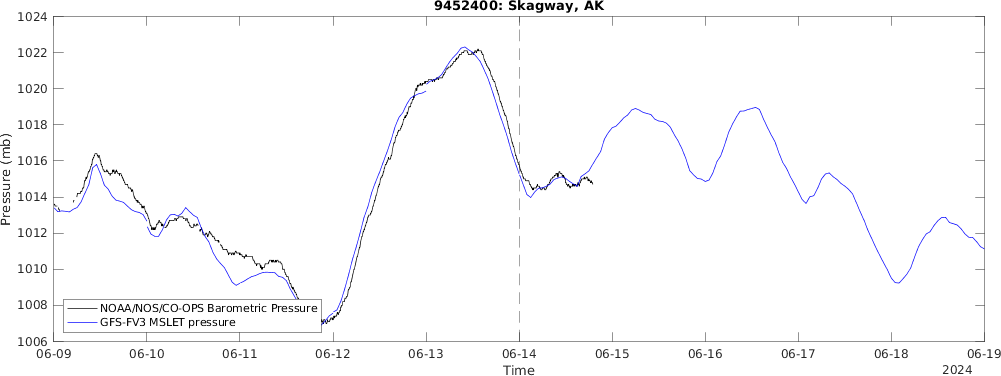 9452400: Skagway, AK
Pressure (mb)
1024
1022
1020
1018
1016
1014
1012
1010
1008
1006
NOAA/NOS/CO-OPS Barometric Pressure
GFS-FV3 MSLET pressure
06-09 06-10 06-11 06-12 06-13 06-14 06-15 06-16 06-17 06-18 06-19
Time
2024